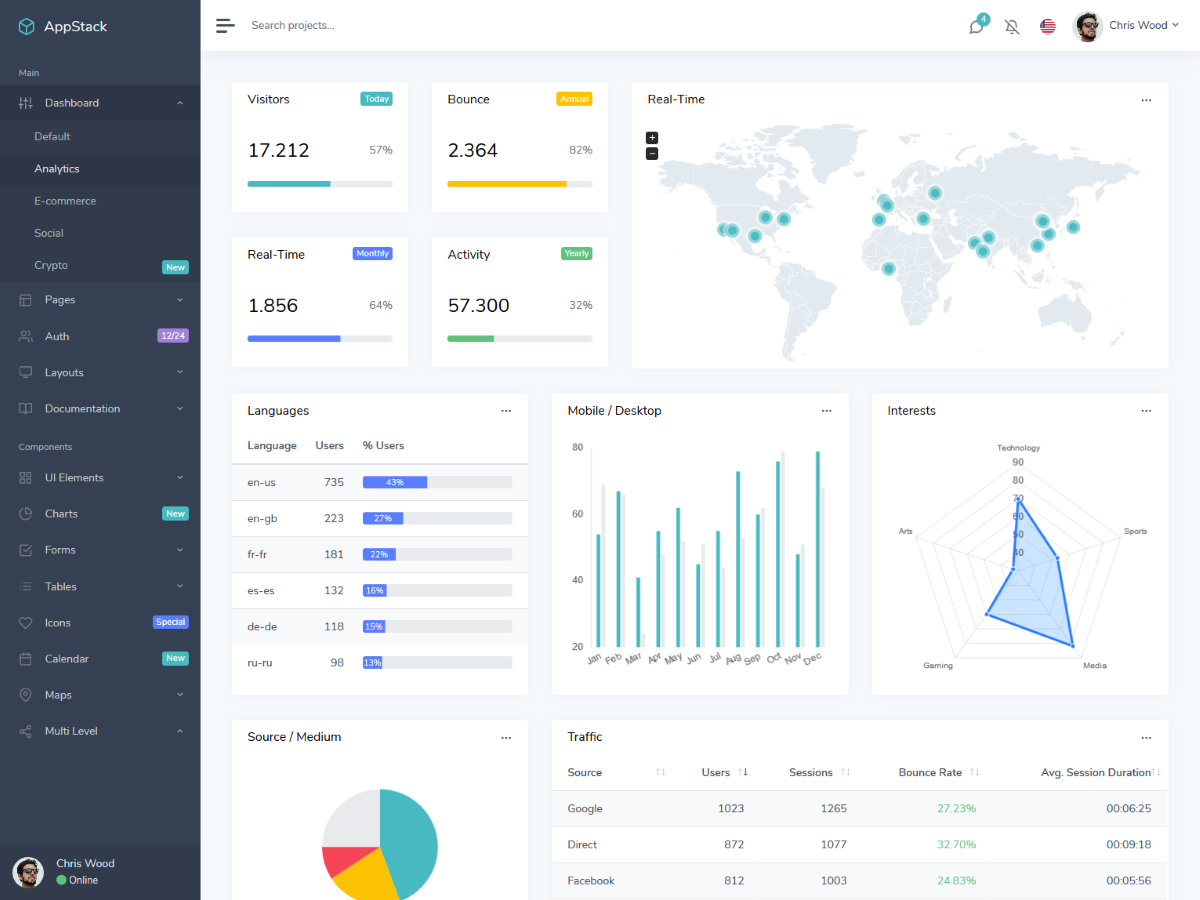 AppStack
Search projects...
4
Chris Wood
Main
Dashboard
Default
Analytics
E-commerce
Social
Crypto New
Pages
Auth 12/24
Layouts
Documentation
Components
UI Elements
Charts New
Forms
Tables
Icons Special
Calendar New
Maps
Multi Level
Chris Wood
Online
Visitors Today
17.212 57%
Bounce Annual
2.364 82%
Real-Time Monthly
1.856 64%
Activity Yearly
57.300 32%
Real-Time ...
+
−
Languages ...
Language Users % Users
en-us 735 43%
en-gb 223 27%
fr-fr 181 22%
es-es 132 16%
de-de 118 15%
ru-ru 98 13%
Mobile / Desktop ...
80
60
40
20
Jan Feb Mar Apr May Jun Jul Aug Sep Oct Nov Dec
Interests ...
Technology
90
80
70
60
50
40
Arts
Sports
Gaming
Media
Source / Medium ...
Traffic ...
Source Users Sessions Bounce Rate Avg. Session Duration
Google 1023 1265 27.23% 00:06:25
Direct 872 1077 32.70% 00:09:18
Facebook 812 1003 24.83% 00:05:56